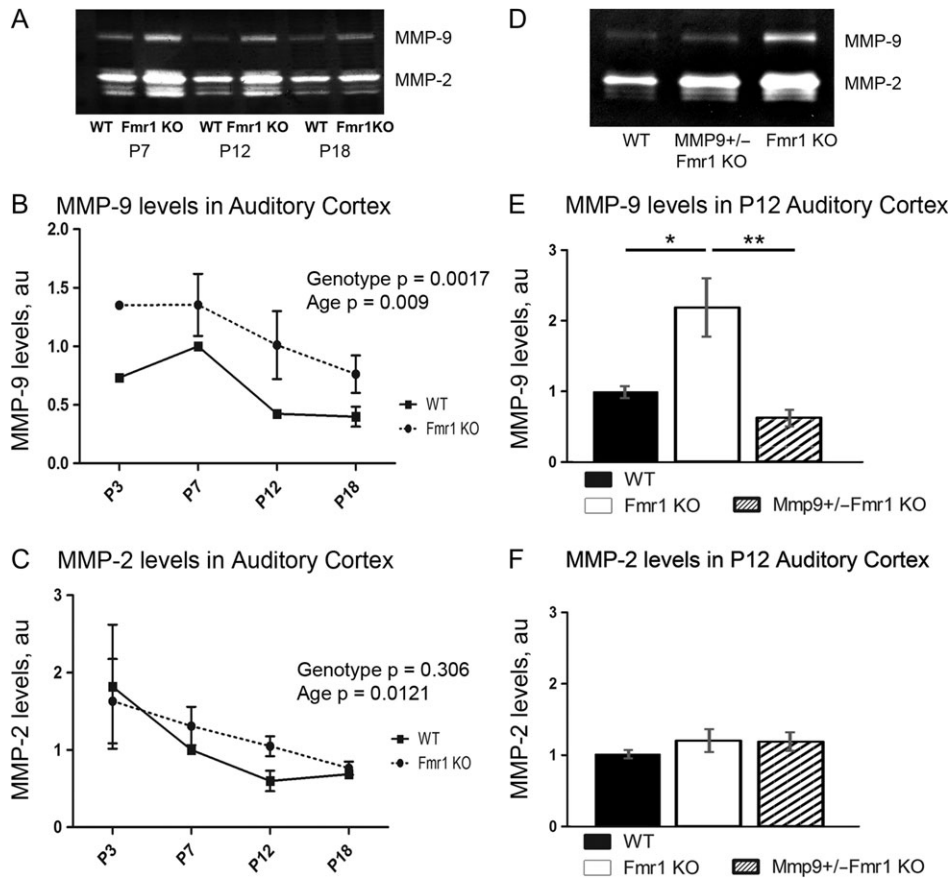 A
MMP-9
MMP-2
WT Fmr1 KO WT Fmr1 KO WT Fmr1KO
P7 P12 P18
B MMP-9 levels in Auditory Cortex
MMP-9 levels, au
2.0
1.5
1.0
0.5
0.0
Genotype p = 0.0017
Age p = 0.009
WT
Fmr1 KO
P3 P7 P12 P18
C MMP-2 levels in Auditory Cortex
MMP-2 levels, au
3
2
1
0
Genotype p = 0.306
Age p = 0.0121
WT
Fmr1 KO
P3 P7 P12 P18
D
MMP-9
MMP-2
WT MMP9+/− Fmr1 KO
Fmr1 KO
E MMP-9 levels in P12 Auditory Cortex
MMP-9 levels, au
3
2
1
0
* **
WT
Fmr1 KO Mmp9+/−Fmr1 KO
F MMP-2 levels in P12 Auditory Cortex
MMP-2 levels, au
3
2
1
0
WT
Fmr1 KO Mmp9+/−Fmr1 KO